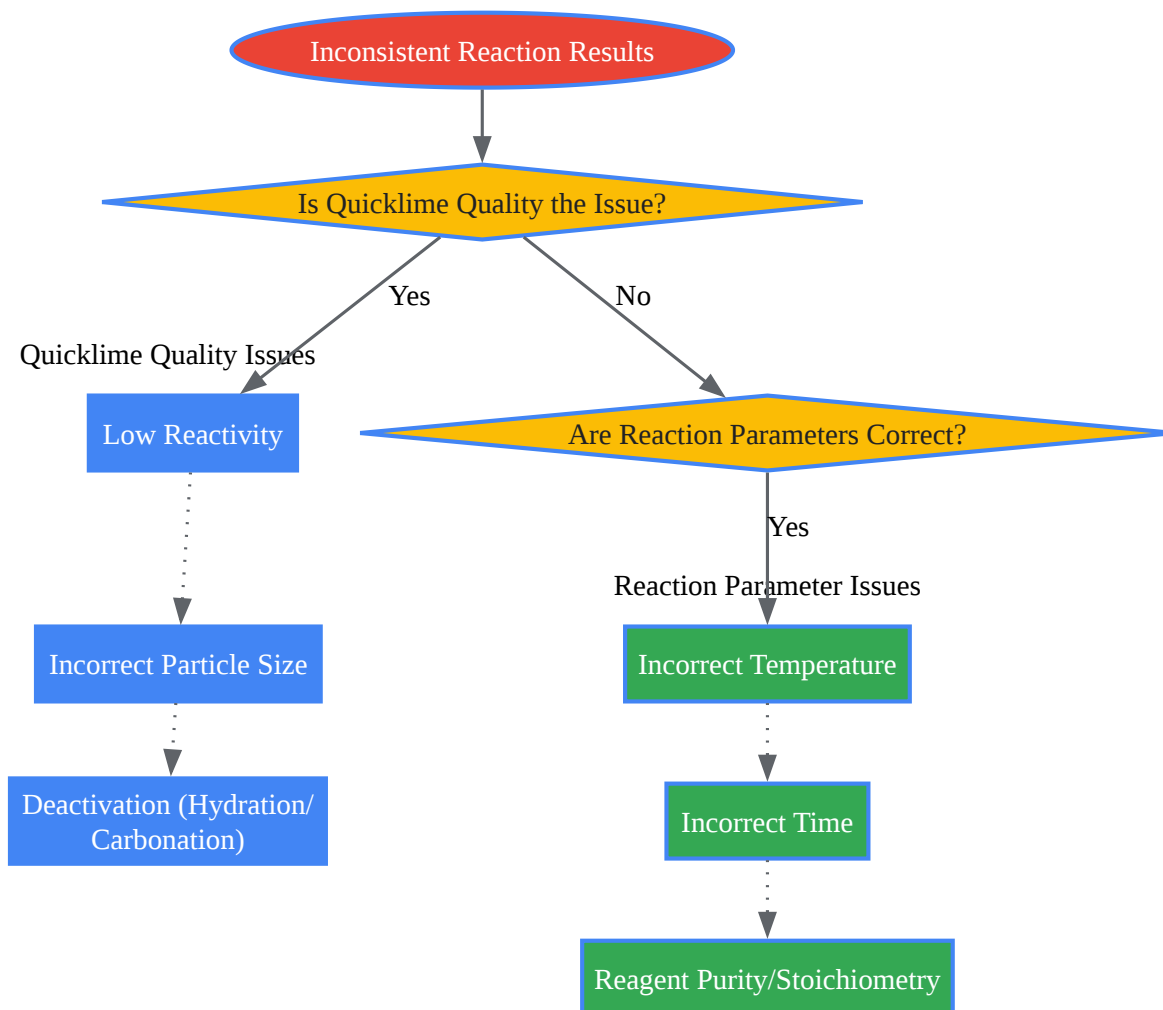 Inconsistent Reaction Results
Is Quicklime Quality the Issue?
Yes
No
Quicklime Quality Issues
Low Reactivity
Are Reaction Parameters Correct?
Yes
Reaction Parameter Issues
Incorrect Particle Size
Incorrect Temperature
Deactivation (Hydration/
Carbonation)
Incorrect Time
Reagent Purity/Stoichiometry